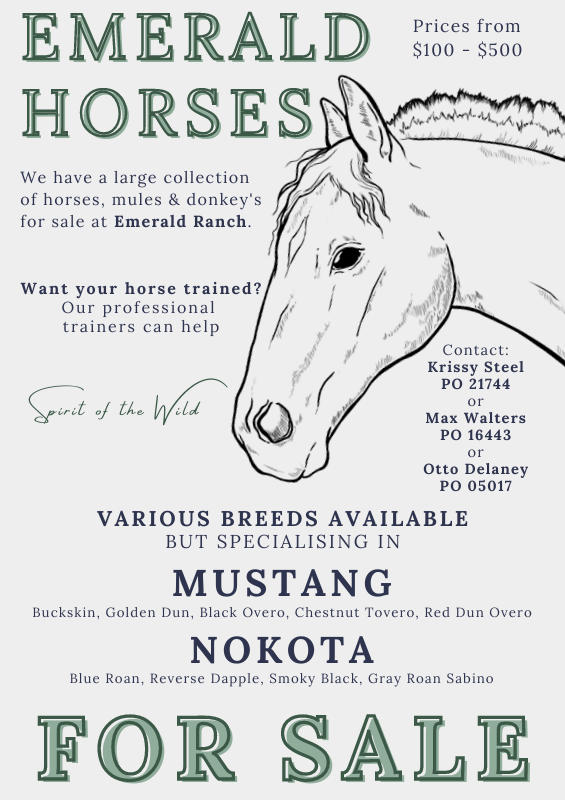 EMERALD
HORSES
Prices from
$100 - $500
We have a large collection
of horses, mules & donkey's
for sale at Emerald Ranch.
Want your horse trained?
Our professional
trainers can help
Spirit of the Wild
Contact:
Krissy Steel
PO 21744
or
Max Walters
PO 16443
or
Otto Delaney
PO 05017
VARIOUS BREEDS AVAILABLE
BUT SPECIALISING IN
MUSTANG
Buckskin, Golden Dun, Black Overo, Chestnut Tovero, Red Dun Overo
NOKOTA
Blue Roan, Reverse Dapple, Smoky Black, Gray Roan Sabino
FOR SALE